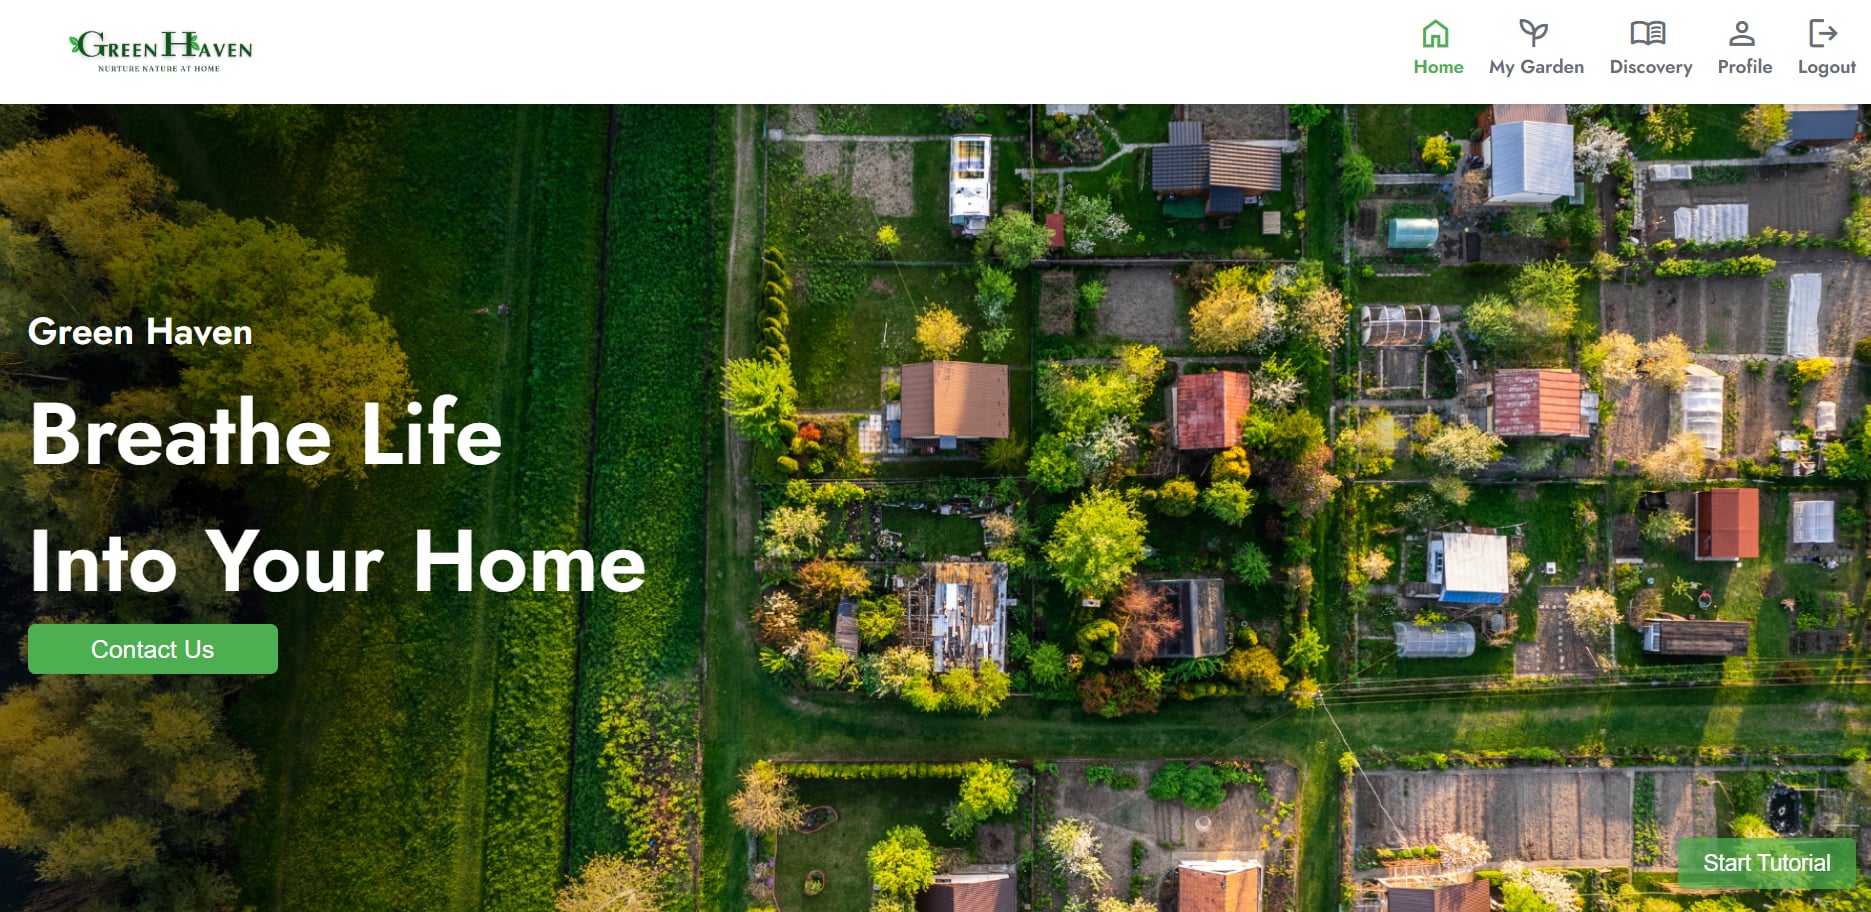 Green Haven
NURTURE NATURE AT HOME
Home
My Garden
Discovery
Profile
Logout
Green Haven
Breathe Life
Into Your Home
Contact Us
Start Tutorial